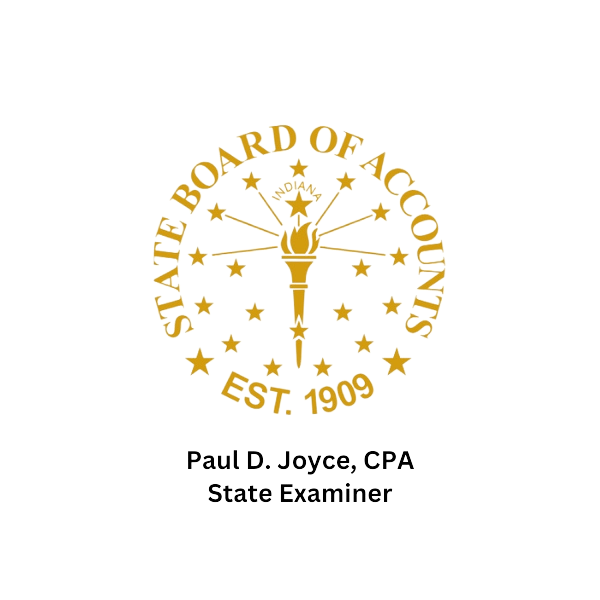 STATE BOARD OF ACCOUNTS
INDIANA
EST. 1909
Paul D. Joyce, CPA
State Examiner